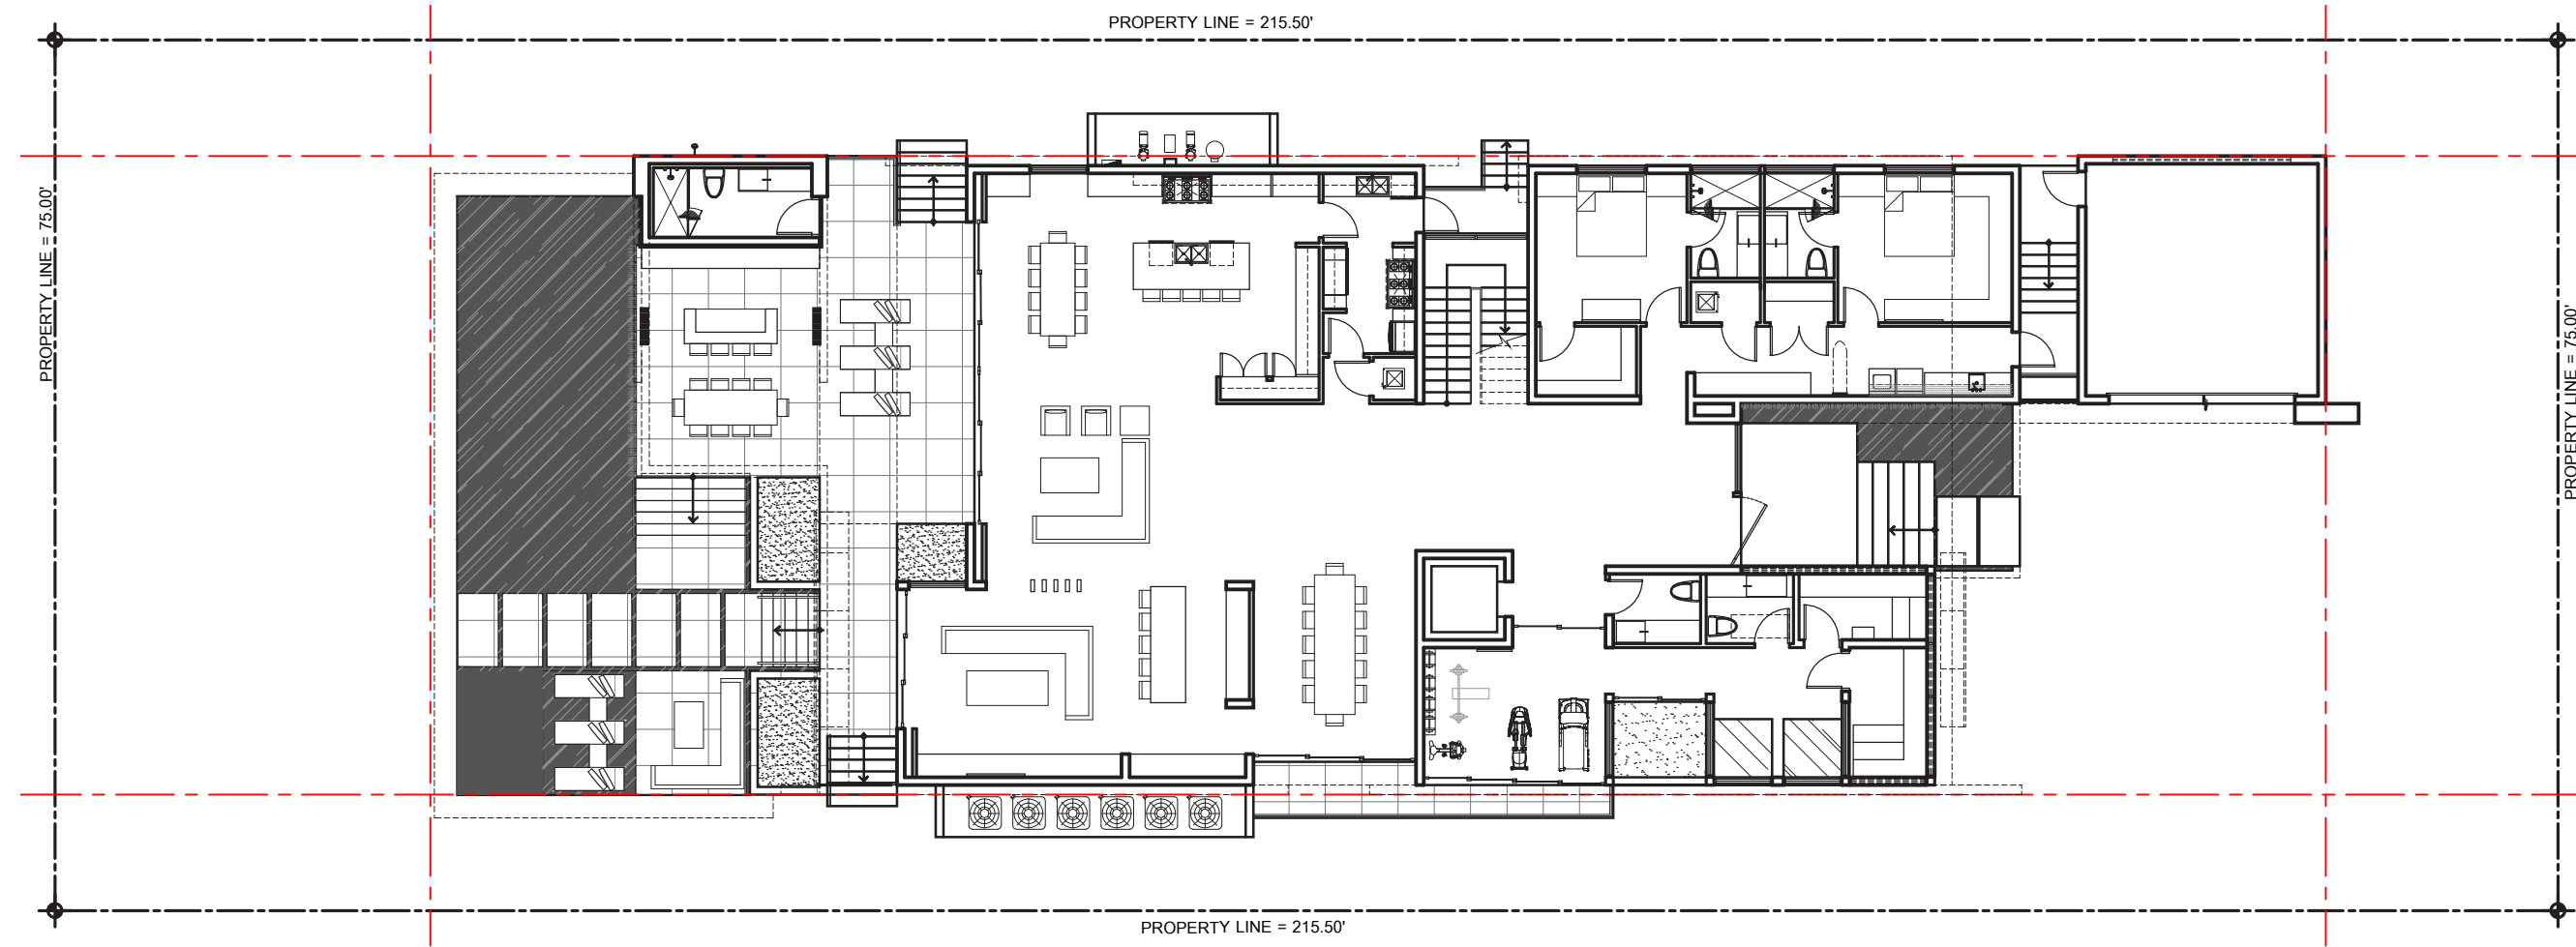 PROPERTY LINE = 215.50'
PROPERTY LINE = 75.00'
PROPERTY LINE = 75.00'
PROPERTY LINE = 215.50'